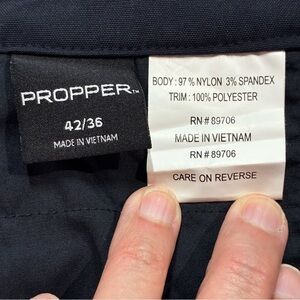 PROPPER™
42/36
MADE IN VIETNAM
BODY: 97% NYLON 3% SPANDEX
TRIM: 100% POLYESTER
RN# 89706
MADE IN VIETNAM
RN# 89706
CARE ON REVERSE